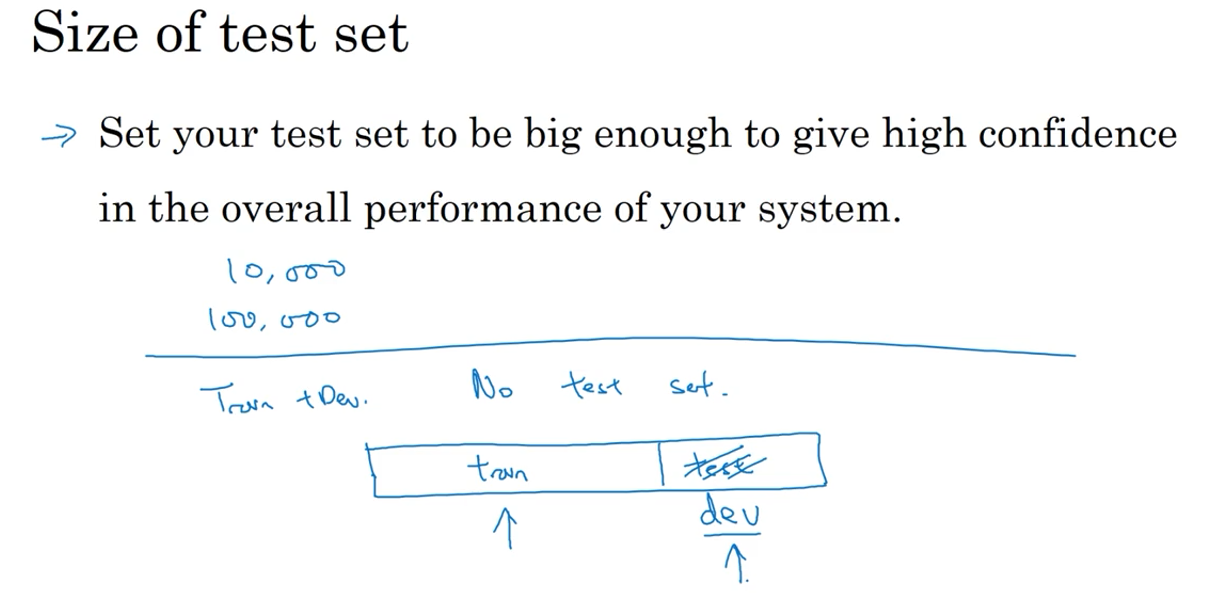 Size of test set
→ Set your test set to be big enough to give high confidence
in the overall performance of your system.
10,000
100,000
Train + Dev. No test set.
train test
dev